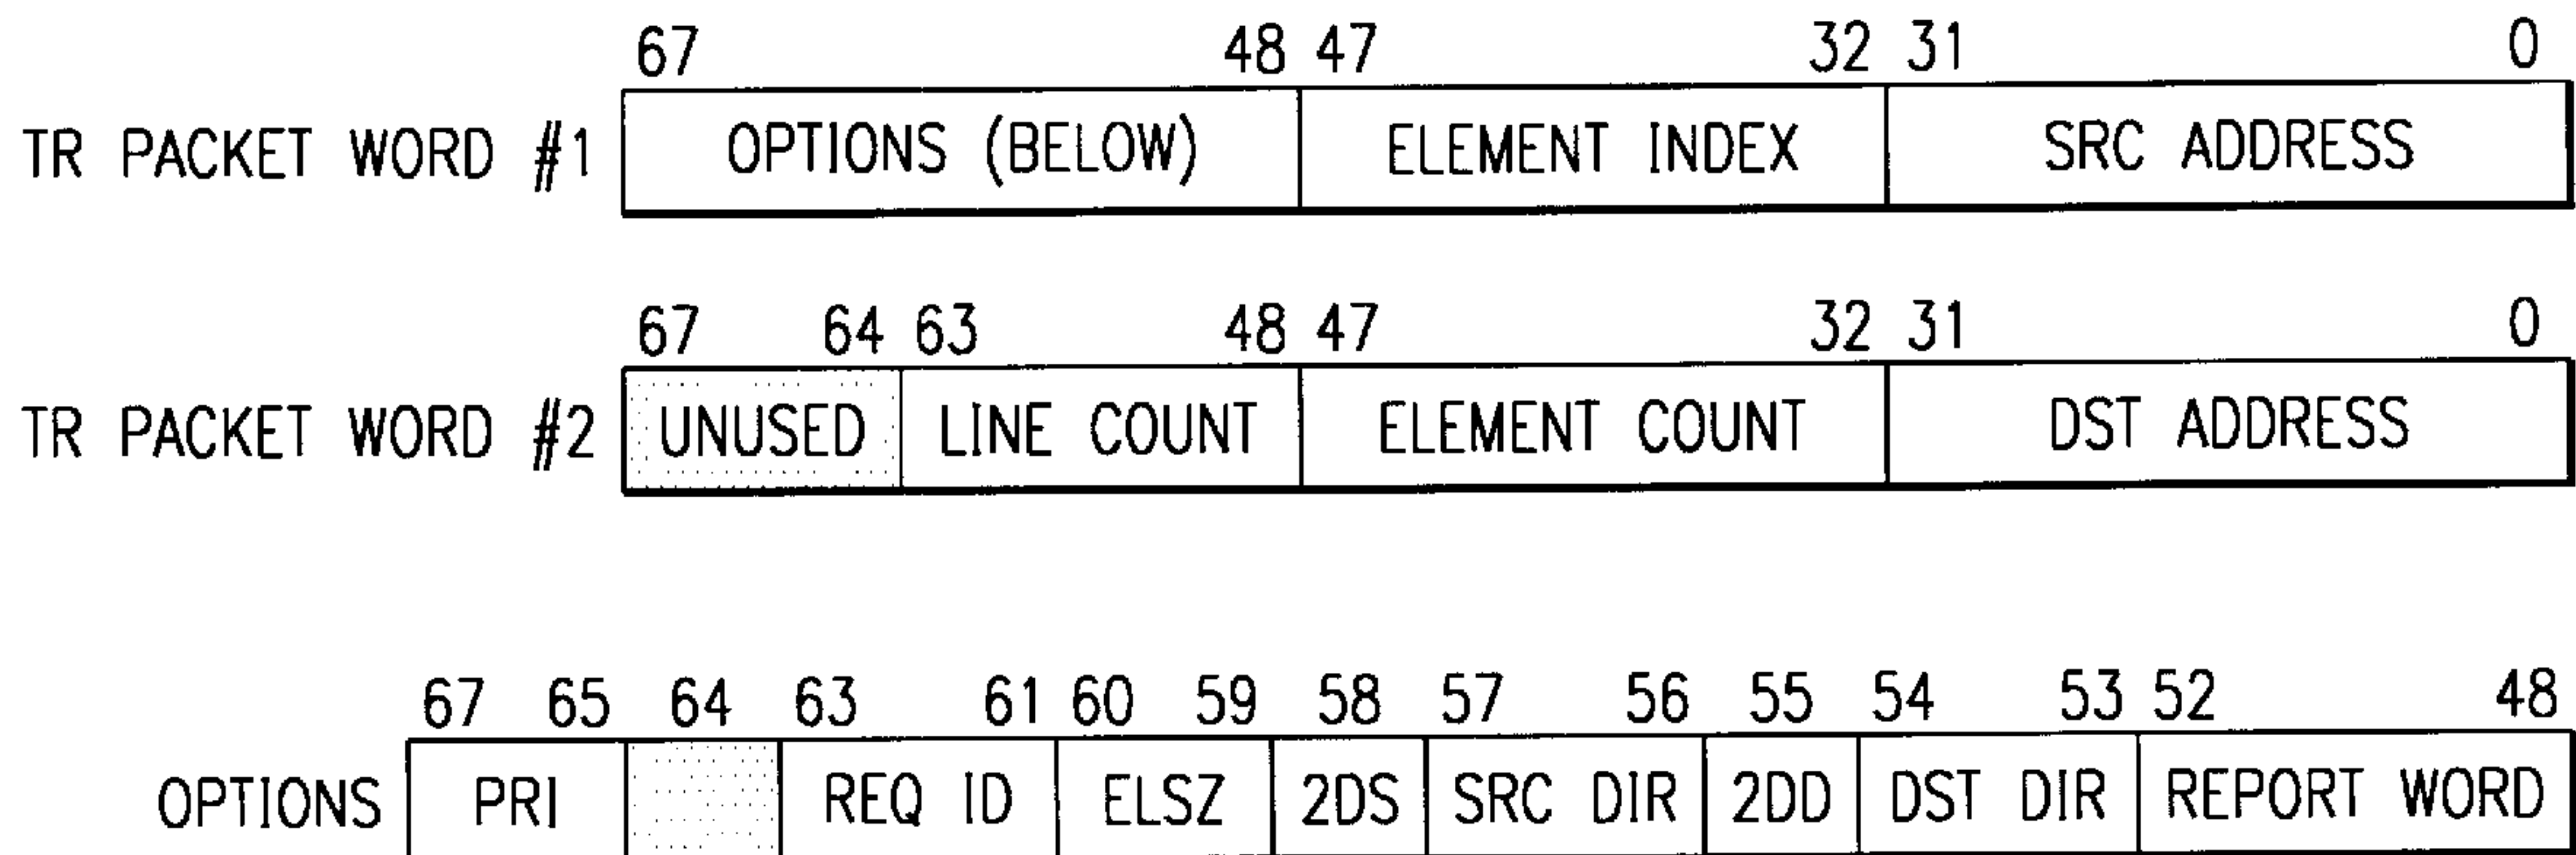 67 48 47 32 31 0
TR PACKET WORD #1 OPTIONS (BELOW) ELEMENT INDEX SRC ADDRESS
67 64 63 48 47 32 31 0
TR PACKET WORD #2 UNUSED LINE COUNT ELEMENT COUNT DST ADDRESS
67 65 64 63 61 60 59 58 57 56 55 54 53 52 48
OPTIONS PRI REQ ID ELSZ 2DS SRC DIR 2DD DST DIR REPORT WORD